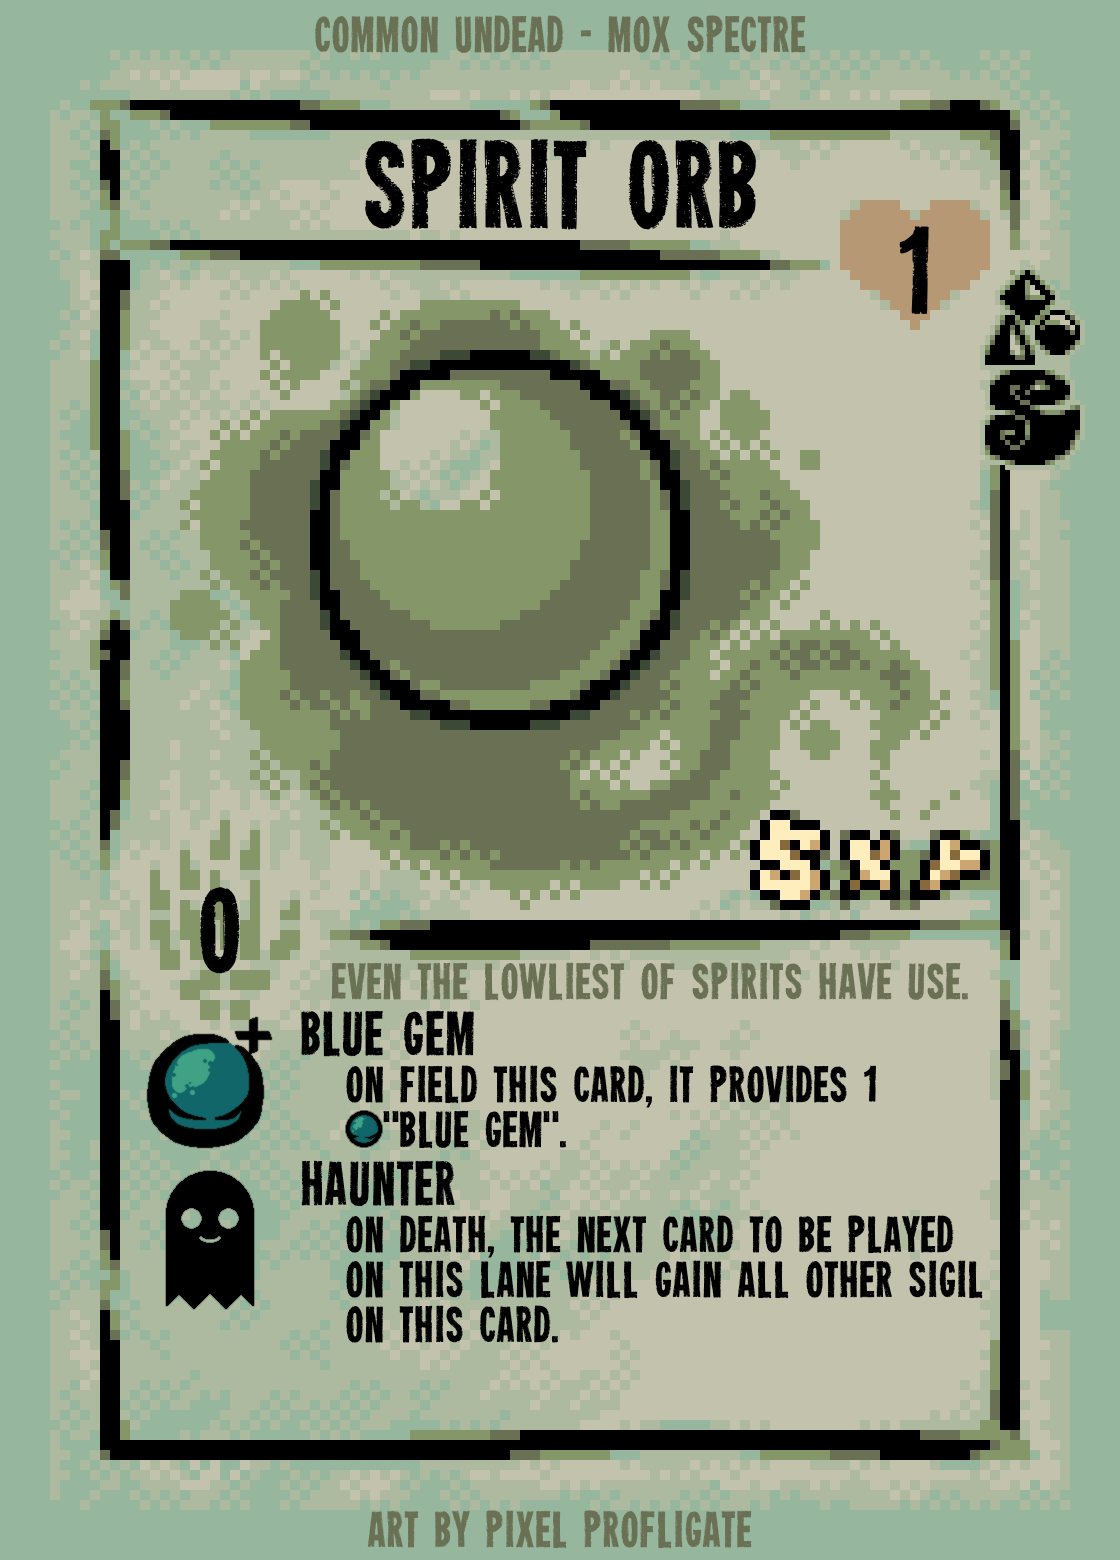 COMMON UNDEAD - MOX SPECTRE
SPIRIT ORB
1
5X
0
EVEN THE LOWLIEST OF SPIRITS HAVE USE.
+
BLUE GEM
ON FIELD THIS CARD, IT PROVIDES 1
"BLUE GEM".
HAUNTER
ON DEATH, THE NEXT CARD TO BE PLAYED
ON THIS LANE WILL GAIN ALL OTHER SIGIL
ON THIS CARD.
ART BY PIXEL PROFLIGATE